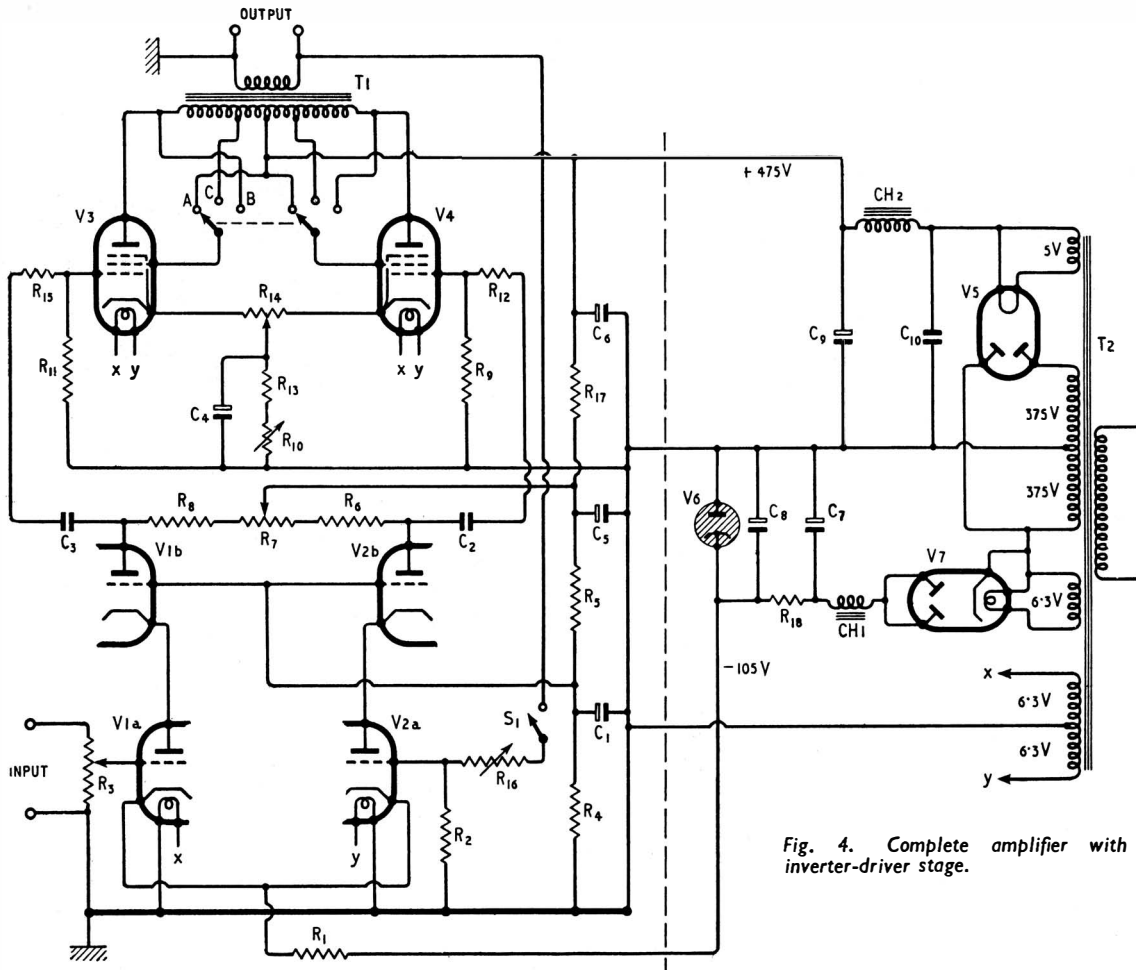 OUTPUT
T1
+ 475V
CH2
5V
A
C
B
V3
V4
V5
R15
R14
R12
C6
C9
C10
T2
x y
x y
R11
R13
R9
R17
375V
C4
R10
375V
V6
C8
C7
R8
R7
R6
C3
C2
C5
V1b
V2b
V7
R5
R18
CH1
6·3V
-105V
x
V1a
V2a
S1
C1
6·3V
INPUT
R3
R16
6·3V
y
x
y
R2
R4
R1
Fig. 4. Complete amplifier with
inverter-driver stage.